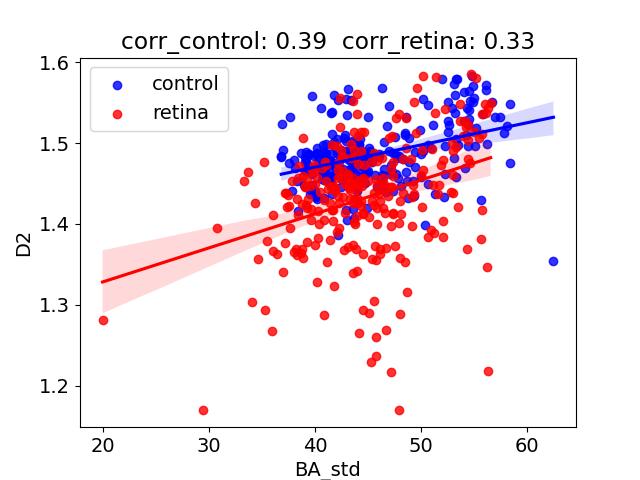 corr_control: 0.39  corr_retina: 0.33
control
retina
1.6
1.5
1.4
1.3
1.2
D2
20 30 40 50 60
BA_std